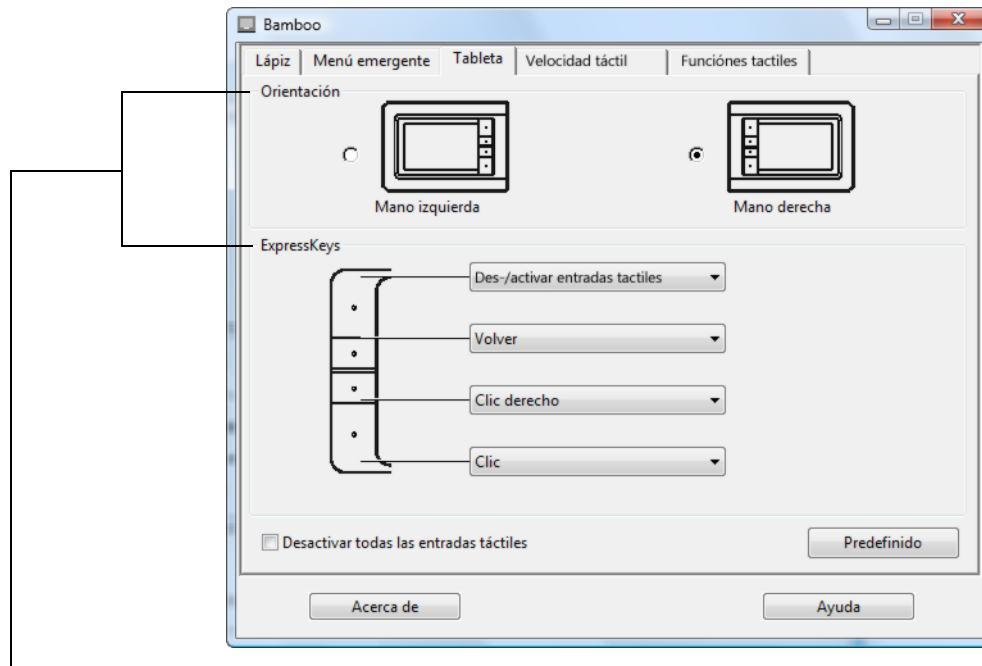 Bamboo
Lápiz
Menú emergente
Tableta
Velocidad táctil
Funciónes tactiles
Orientación
Mano izquierda
Mano derecha
ExpressKeys
Des-/activar entradas tactiles
Volver
Clic derecho
Clic
Desactivar todas las entradas táctiles
Predefinido
Acerca de
Ayuda